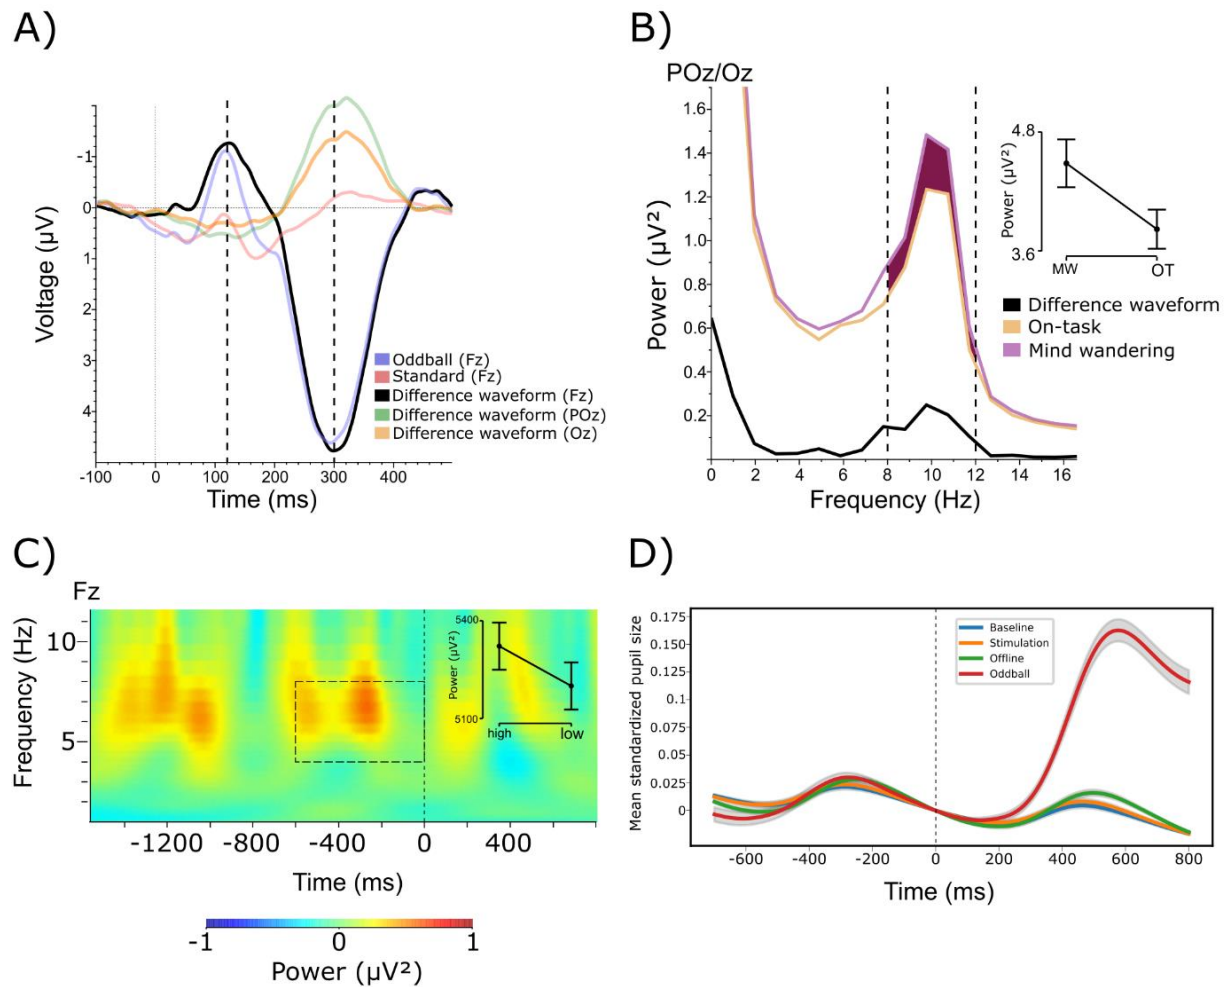 A)
-1
0
1
2
3
4
Voltage (µV)
-100 0 100 200 300 400
Time (ms)
Oddball (Fz)
Standard (Fz)
Difference waveform (Fz)
Difference waveform (POz)
Difference waveform (Oz)
B)
POz/Oz
1.6
1.4
1.2
1.0
0.8
0.6
0.4
0.2
Power (µV²)
0 2 4 6 8 10 12 14 16
Frequency (Hz)
4.8
3.6
Power (µV²)
MW OT
Difference waveform
On-task
Mind wandering
C)
Fz
10
5
Frequency (Hz)
-1200 -800 -400 0 400
Time (ms)
5400
5100
Power (µV²)
high low
-1 0 1
Power (µV²)
D)
0.175
0.15
0.125
0.1
0.075
0.05
0.025
0
Mean standardized pupil size
-600 -400 -200 0 200 400 600 800
Time (ms)
Baseline
Stimulation
Offline
Oddball